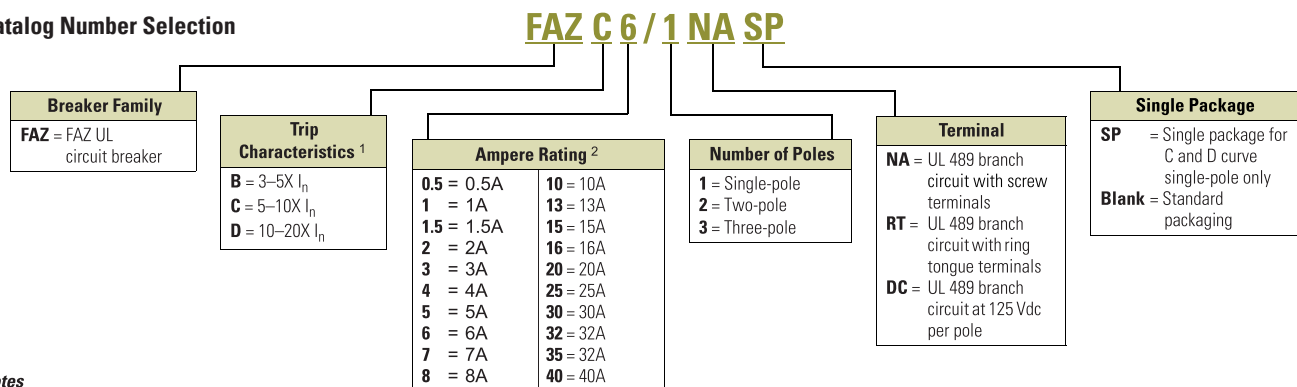 atalog Number Selection
FAZ C 6 / 1 NA SP
Breaker Family
FAZ = FAZ UL
circuit breaker
Trip
Characteristics 1
B = 3–5X In
C = 5–10X In
D = 10–20X In
Ampere Rating 2
0.5 = 0.5A
1 = 1A
1.5 = 1.5A
2 = 2A
3 = 3A
4 = 4A
5 = 5A
6 = 6A
7 = 7A
8 = 8A
10 = 10A
13 = 13A
15 = 15A
16 = 16A
20 = 20A
25 = 25A
30 = 30A
32 = 32A
35 = 32A
40 = 40A
Number of Poles
1 = Single-pole
2 = Two-pole
3 = Three-pole
Terminal
NA = UL 489 branch
circuit with screw
terminals
RT = UL 489 branch
circuit with ring
tongue terminals
DC = UL 489 branch
circuit at 125 Vdc
per pole
Single Package
SP = Single package for
C and D curve
single-pole only
Blank = Standard
packaging
otes